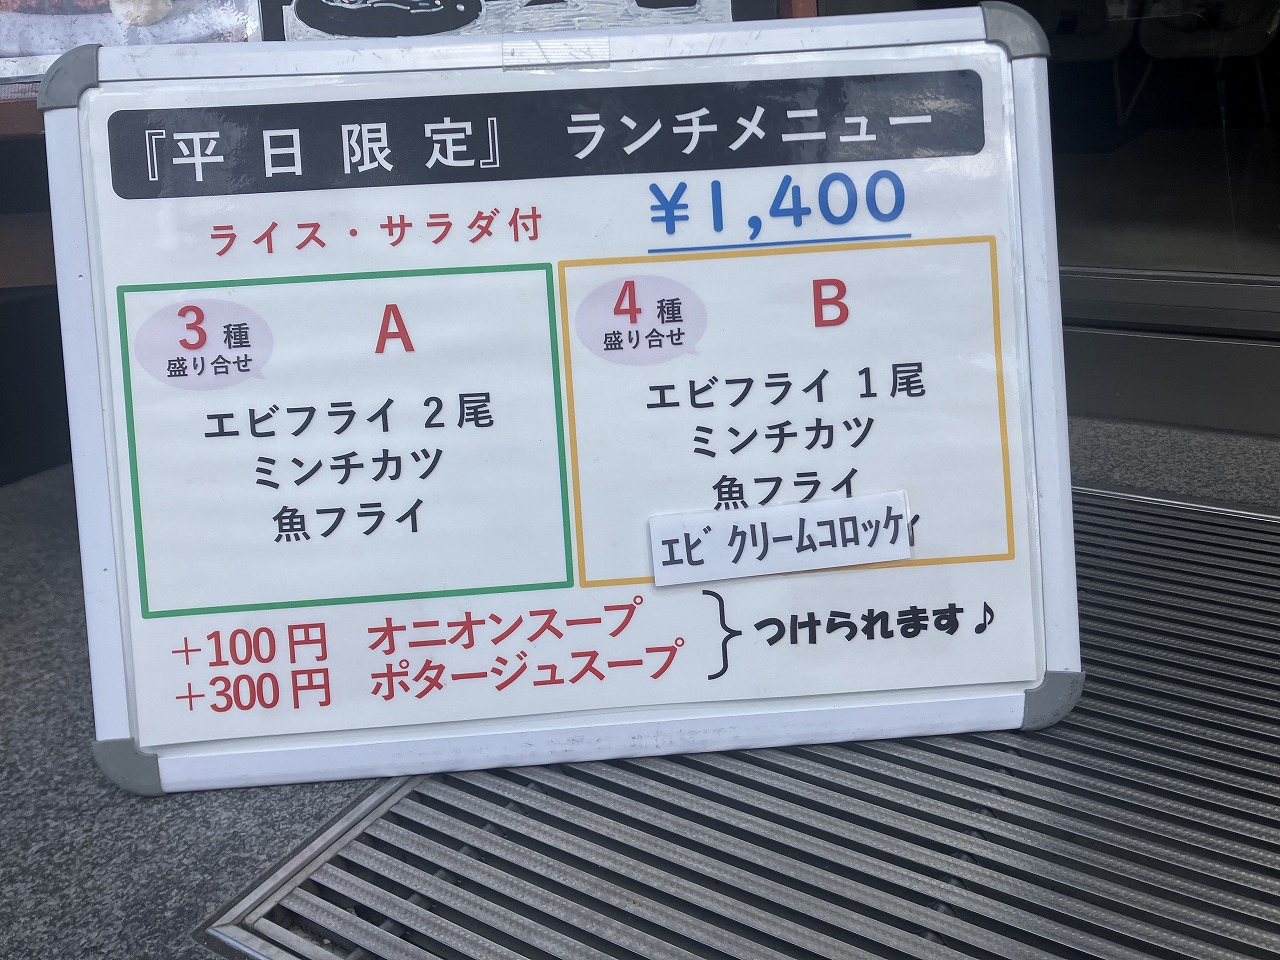 『平日限定』 ランチメニュー
ライス・サラダ付 ¥1,400
3種
盛り合せ
A
エビフライ 2尾
ミンチカツ
魚フライ
4種
盛り合せ
B
エビフライ 1尾
ミンチカツ
魚フライ
エビクリームコロッケ
+100円 オニオンスープ
+300円 ポタージュスープ
つけられます♪